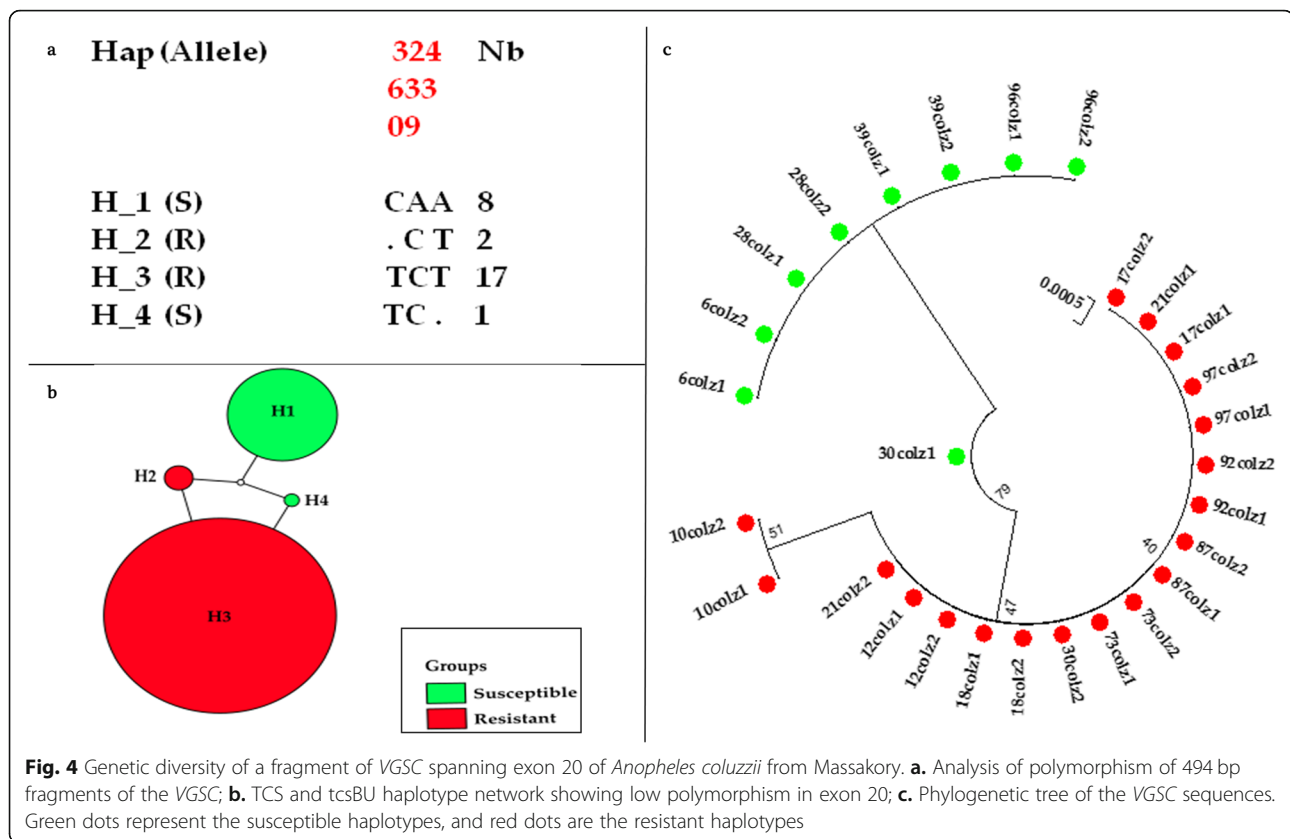 a Hap (Allele) 324 Nb
633
09
H_1 (S) CAA 8
H_2 (R) . C T 2
H_3 (R) TCT 17
H_4 (S) TC . 1
b
H1
H2
H4
H3
Groups
Susceptible
Resistant
c
96colz2
96colz1
39colz2
39colz1
28colz2
28colz1
6colz2
6colz1
30colz1
79
0.0005
17colz2
21colz1
17colz1
97colz2
97colz1
92colz2
92colz1
87colz2
40
87colz1
73colz2
73colz1
30colz2
47
18colz2
18colz1
12colz2
12colz1
21colz2
51
10colz2
10colz1
Fig. 4 Genetic diversity of a fragment of VGSC spanning exon 20 of Anopheles coluzzii from Massakory. a. Analysis of polymorphism of 494 bp
fragments of the VGSC; b. TCS and tcsBU haplotype network showing low polymorphism in exon 20; c. Phylogenetic tree of the VGSC sequences.
Green dots represent the susceptible haplotypes, and red dots are the resistant haplotypes